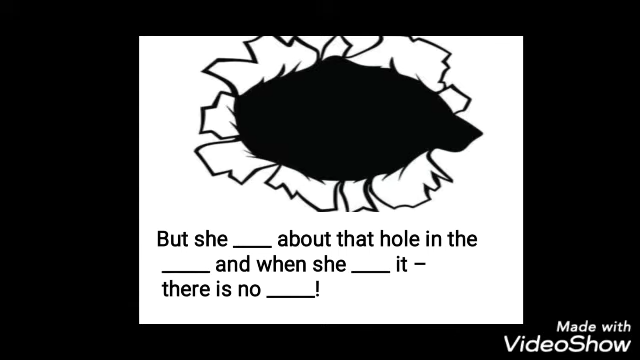 But she ____ about that hole in the
_____ and when she ____ it –
there is no _____!
Made with
VideoShow